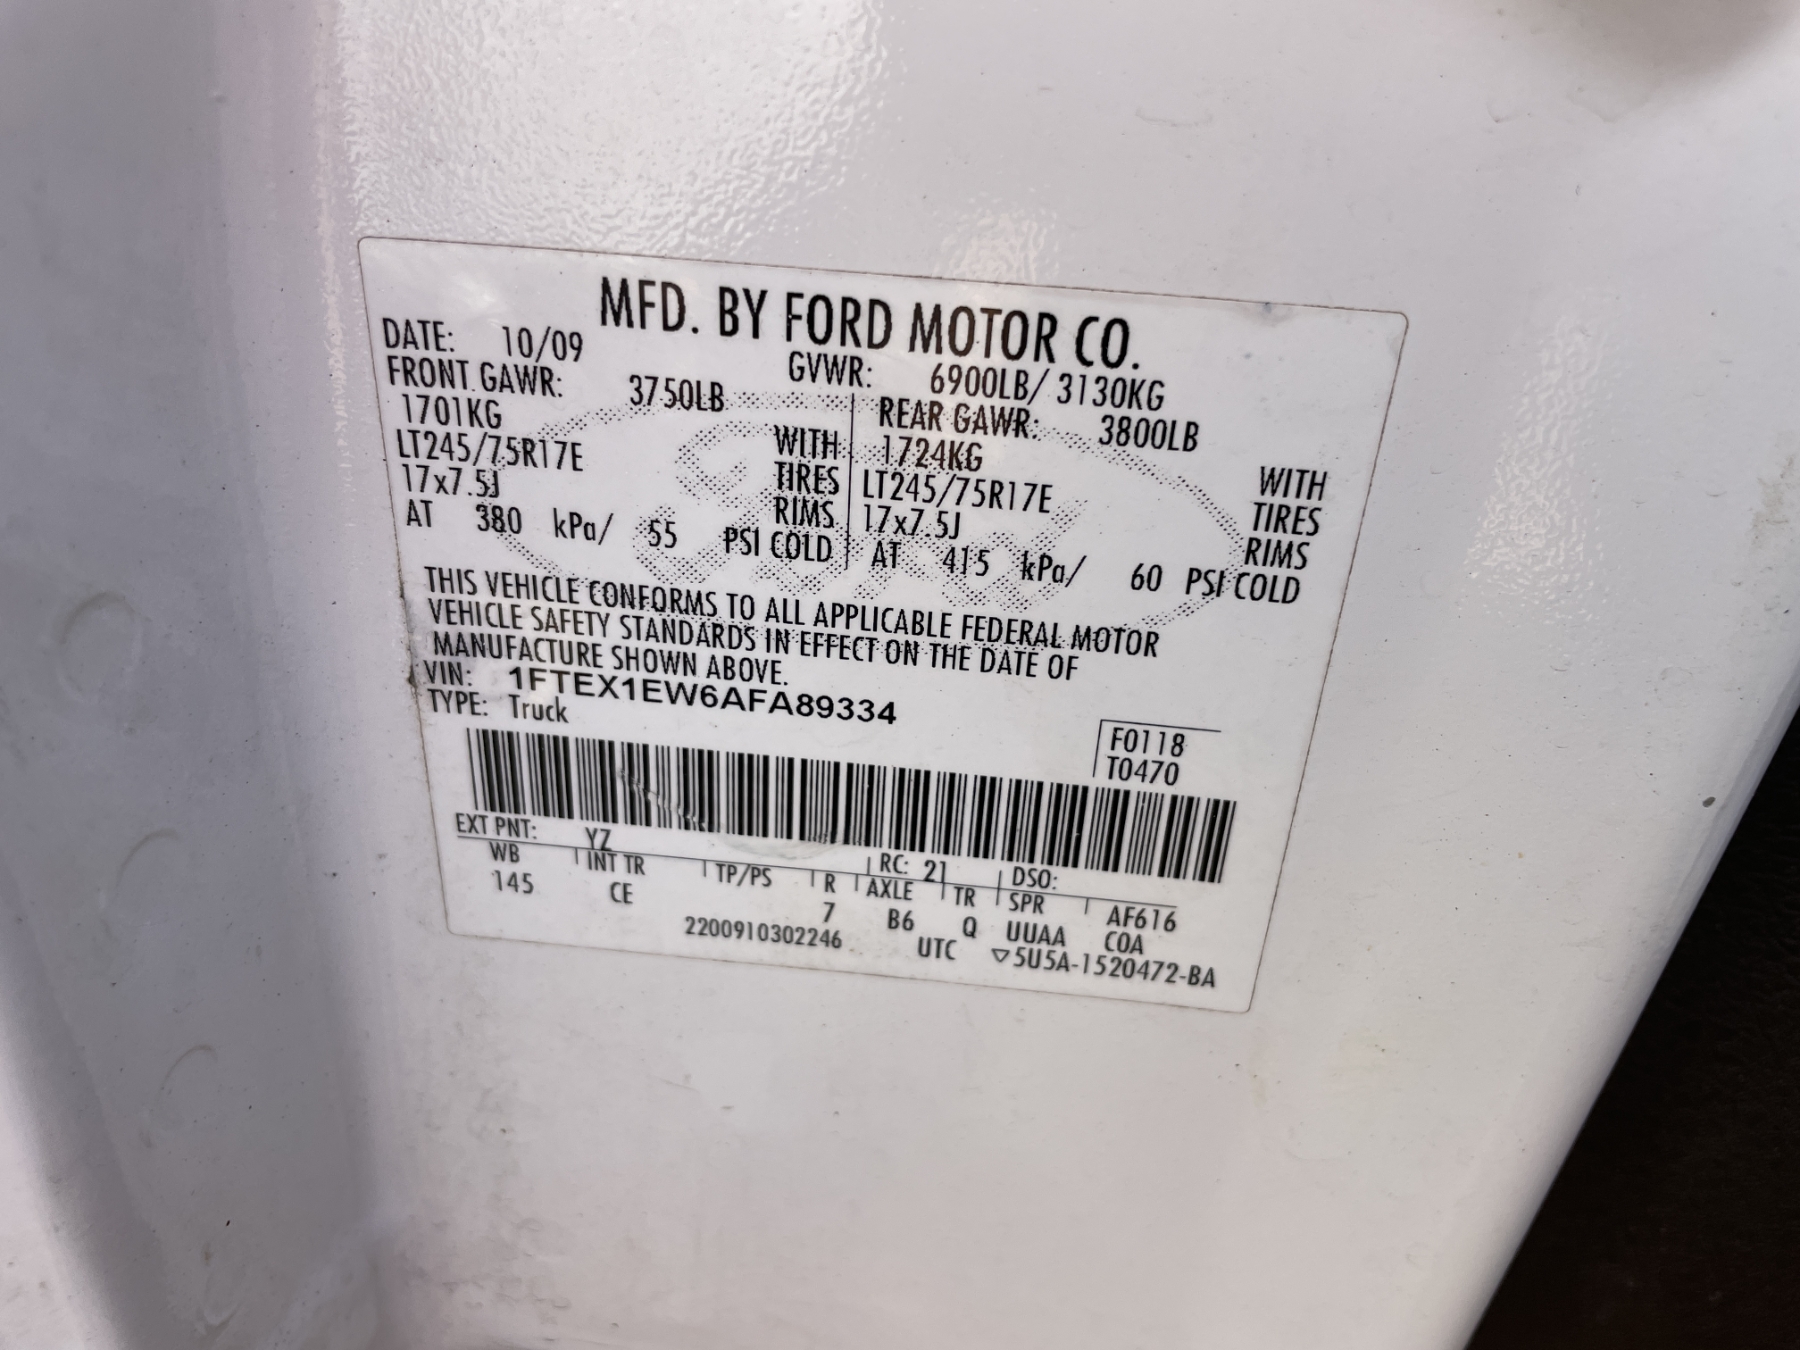 MFD. BY FORD MOTOR CO.
DATE: 10/09 GVWR: 6900LB/ 3130KG
FRONT GAWR: 3750LB REAR GAWR: 3800LB
1701KG WITH 1724KG WITH
LT245/75R17E TIRES LT245/75R17E TIRES
17x7.5J RIMS 17x7.5J RIMS
AT 380 kPa/ 55 PSI COLD AT 415 kPa/ 60 PSI COLD
THIS VEHICLE CONFORMS TO ALL APPLICABLE FEDERAL MOTOR
VEHICLE SAFETY STANDARDS IN EFFECT ON THE DATE OF
MANUFACTURE SHOWN ABOVE.
VIN: 1FTEX1EW6AFA89334
TYPE: Truck
F0118
T0470
EXT PNT: YZ RC: 21 DSO:
WB INT TR TP/PS R AXLE TR SPR AF616
145 CE 7 B6 Q UUAA COA
2200910302246 UTC ▽5U5A-1520472-BA